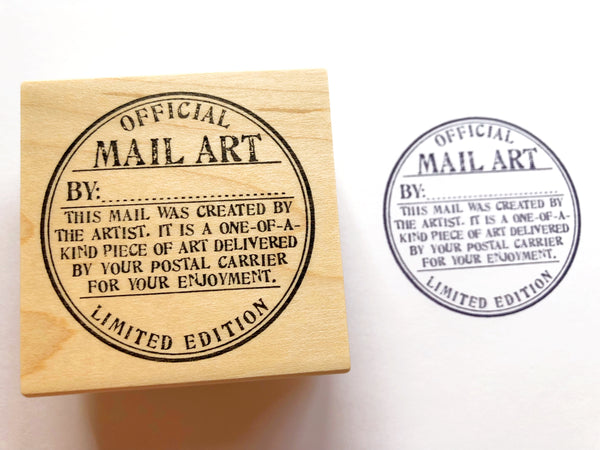 OFFICIAL
MAIL ART
BY:
THIS MAIL WAS CREATED BY
THE ARTIST. IT IS A ONE-OF-A-
KIND PIECE OF ART DELIVERED
BY YOUR POSTAL CARRIER
FOR YOUR ENJOYMENT.
LIMITED EDITION
OFFICIAL
MAIL ART
BY:
THIS MAIL WAS CREATED BY
THE ARTIST. IT IS A ONE-OF-A-
KIND PIECE OF ART DELIVERED
BY YOUR POSTAL CARRIER
FOR YOUR ENJOYMENT.
LIMITED EDITION